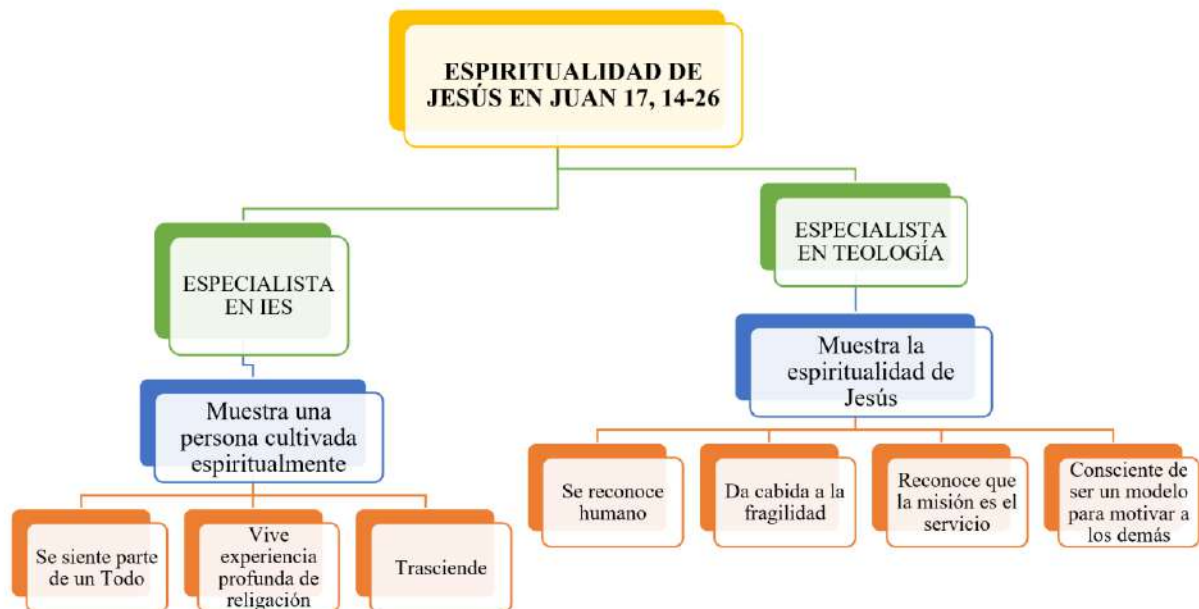 ESPIRITUALIDAD DE
JESÚS EN JUAN 17, 14-26
ESPECIALISTA
EN IES
Muestra una
persona cultivada
espiritualmente
Se siente parte
de un Todo
Vive
experiencia
profunda de
religación
Trasciende
ESPECIALISTA
EN TEOLOGÍA
Muestra la
espiritualidad de
Jesús
Se reconoce
humano
Da cabida a la
fragilidad
Reconoce que
la misión es el
servicio
Consciente de
ser un modelo
para motivar a
los demás